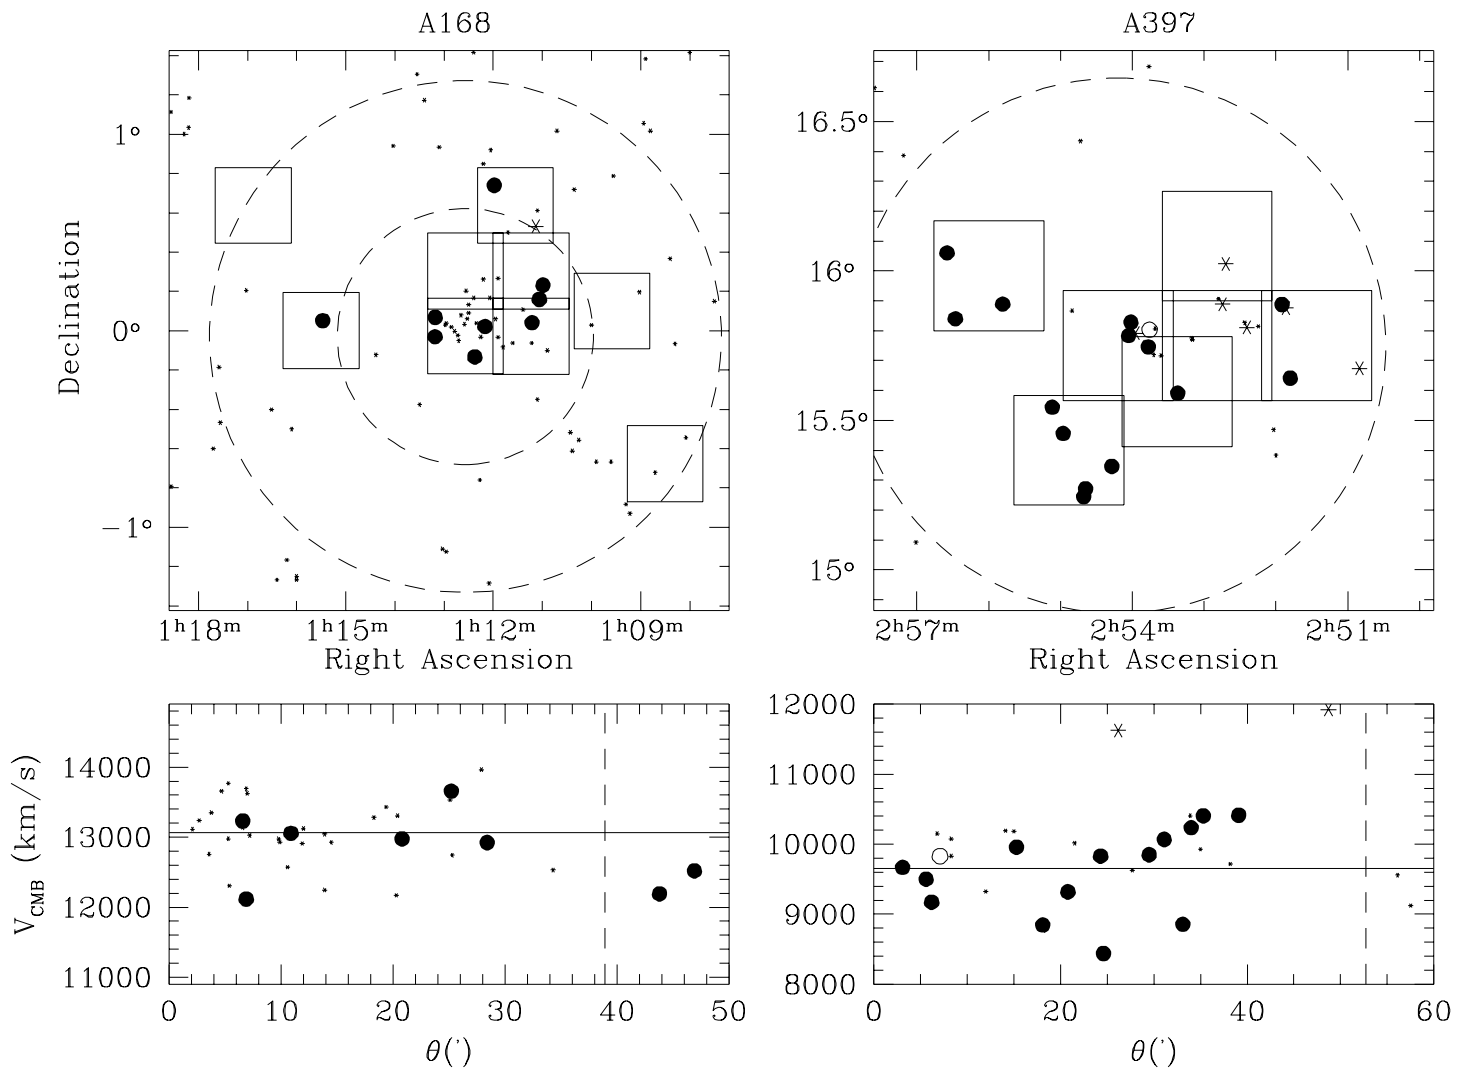 A168
A397
Declination
1°
0°
−1°
16.5°
16°
15.5°
15°
1ʰ18ᵐ 1ʰ15ᵐ 1ʰ12ᵐ 1ʰ09ᵐ
Right Ascension
2ʰ57ᵐ 2ʰ54ᵐ 2ʰ51ᵐ
Right Ascension
V_CMB (km/s)
14000
13000
12000
11000
0 10 20 30 40 50
θ(')
12000
11000
10000
9000
8000
0 20 40 60
θ(')